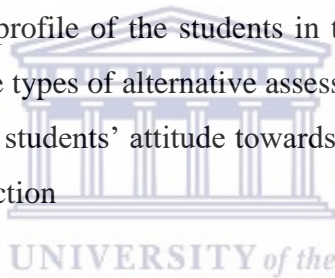 profile of the students in t
e types of alternative assess
students’ attitude towards
ction
UNIVERSITY of the